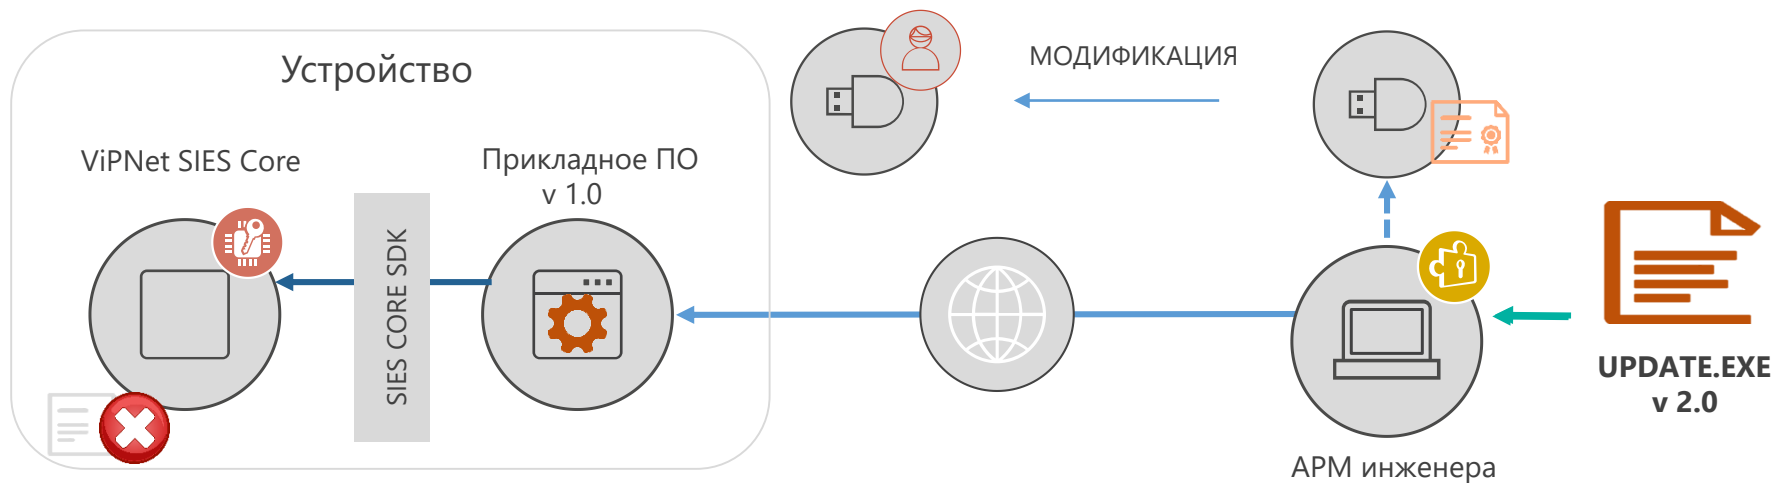 Устройство
МОДИФИКАЦИЯ
ViPNet SIES Core
Прикладное ПО
v 1.0
SIES CORE SDK
UPDATE.EXE
v 2.0
АРМ инженера